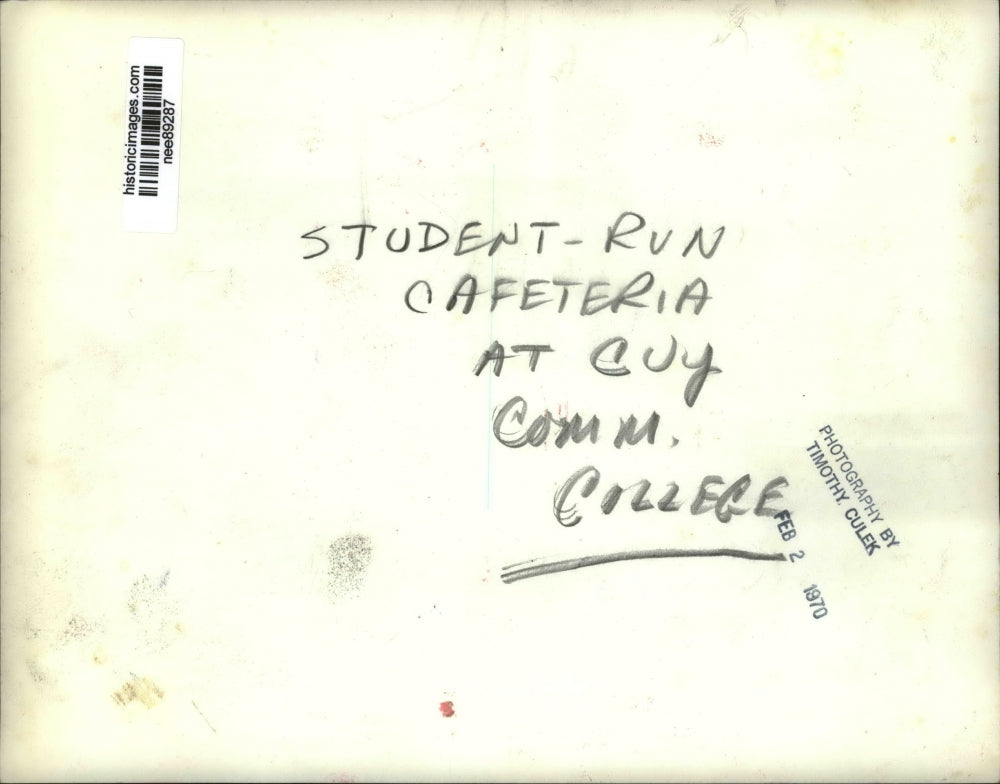 historicimages.com
nee89287
STUDENT-RUN
CAFETERIA
AT CUY
COMM.
COLLEGE
PHOTOGRAPHY BY
TIMOTHY. CULEK
FEB 2 1970